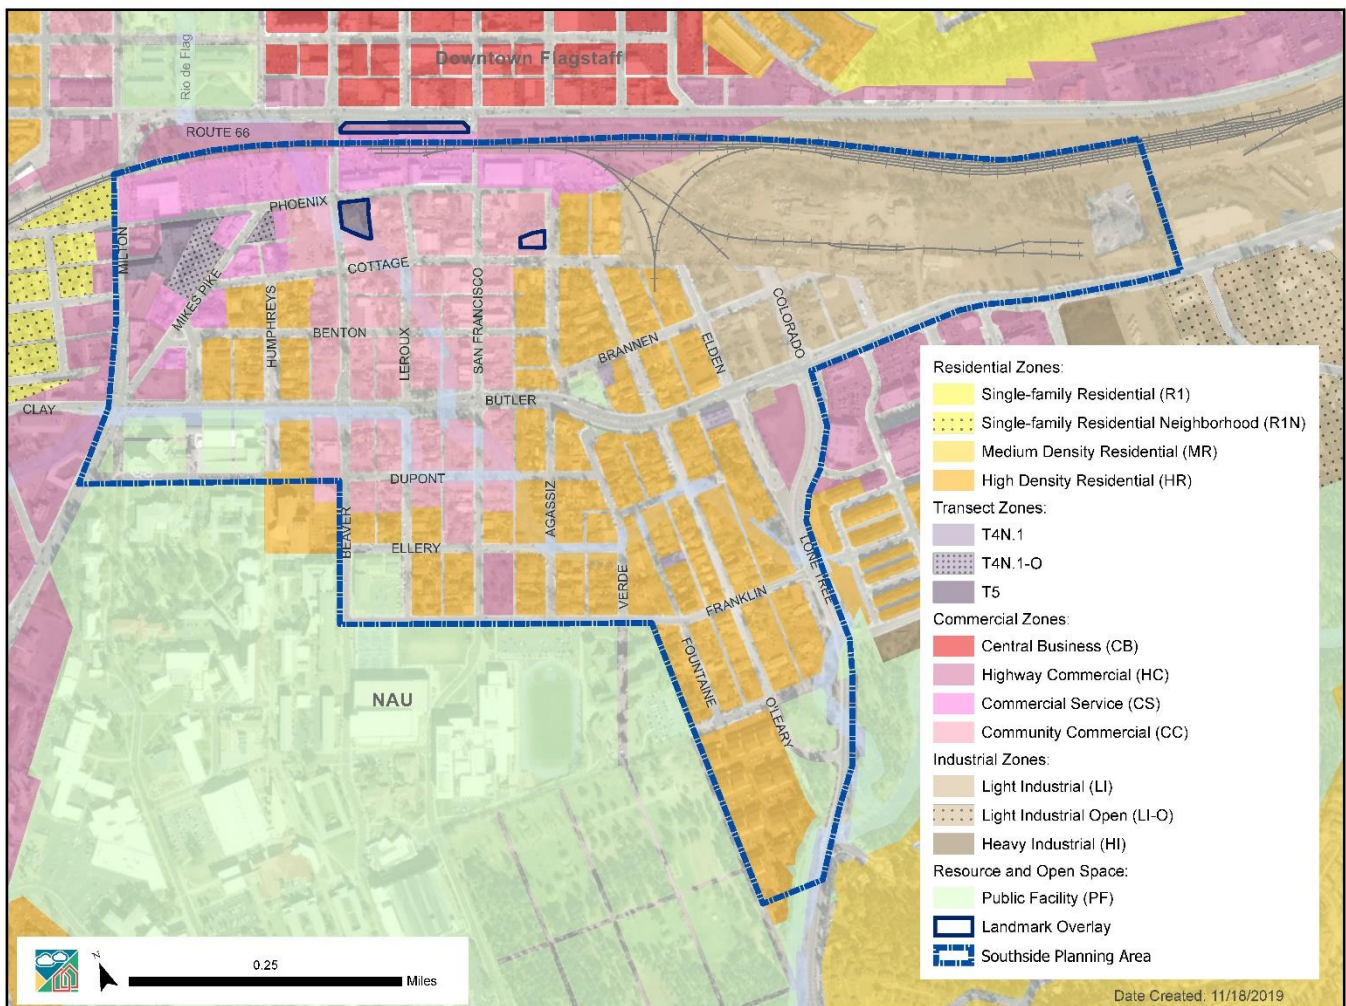 Downtown Flagstaff
Rio de Flag
ROUTE 66
PHOENIX
MILTON
MIKES PIKE
COTTAGE
HUMPHREYS
BENTON
LEROUX
SAN FRANCISCO
BRANNEN
ELDEN
COLORADO
CLAY
BUTLER
DUPONT
BEAVER
ELLERY
AGASSIZ
VERDE
FRANKLIN
LONE TREE
FOUNTAINE
O'LEARY
NAU
Residential Zones:
Single-family Residential (R1)
Single-family Residential Neighborhood (R1N)
Medium Density Residential (MR)
High Density Residential (HR)
Transect Zones:
T4N.1
T4N.1-O
T5
Commercial Zones:
Central Business (CB)
Highway Commercial (HC)
Commercial Service (CS)
Community Commercial (CC)
Industrial Zones:
Light Industrial (LI)
Light Industrial Open (LI-O)
Heavy Industrial (HI)
Resource and Open Space:
Public Facility (PF)
Landmark Overlay
Southside Planning Area
N
0.25
Miles
Date Created: 11/18/2019